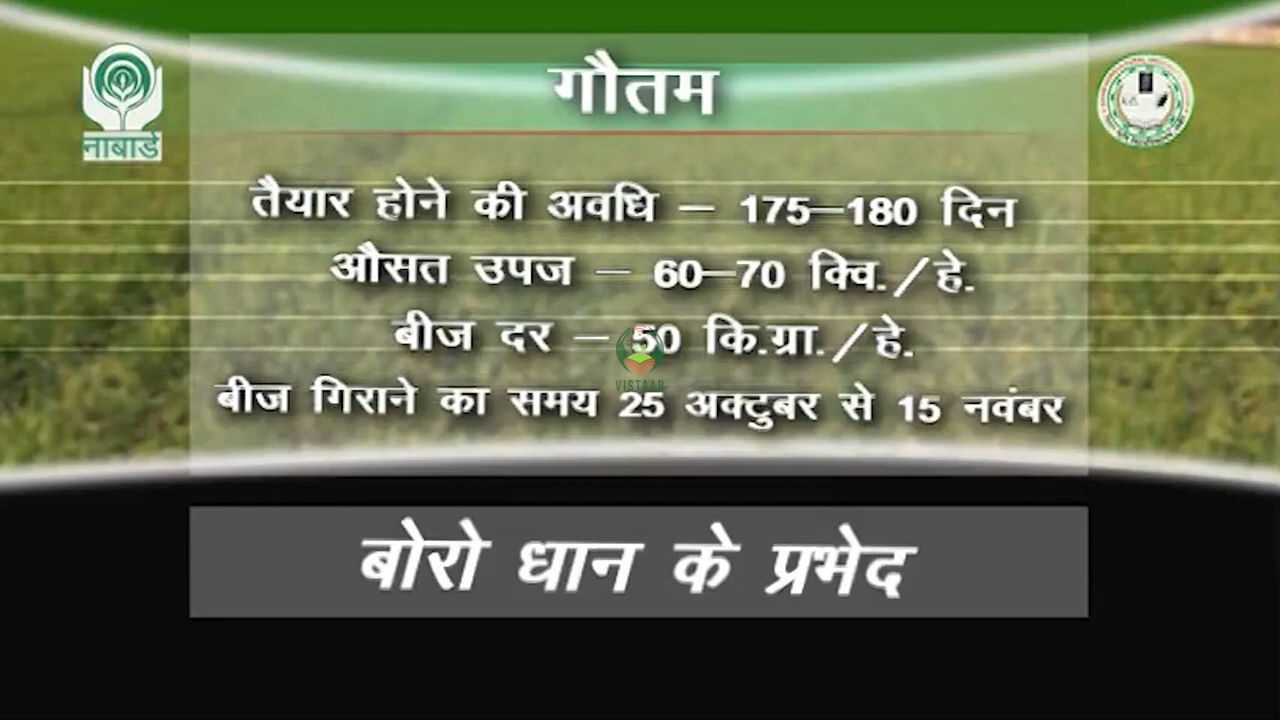 गौतम
नाबार्ड
तैयार होने की अवधि – 175–180 दिन
औसत उपज – 60–70 क्वि./हे.
बीज दर – 50 कि.ग्रा./हे.
VISTAAR
बीज गिराने का समय 25 अक्टुबर से 15 नवंबर
बोरो धान के प्रभेद